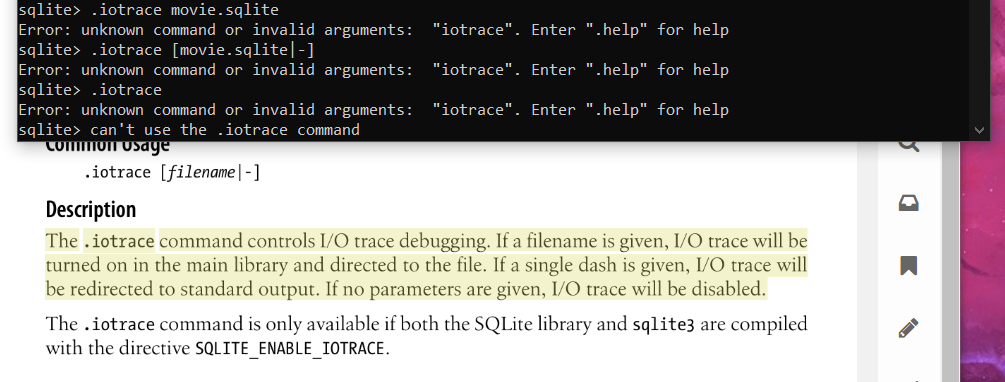 sqlite> .iotrace movie.sqlite
Error: unknown command or invalid arguments:  "iotrace". Enter ".help" for help
sqlite> .iotrace [movie.sqlite|-]
Error: unknown command or invalid arguments:  "iotrace". Enter ".help" for help
sqlite> .iotrace
Error: unknown command or invalid arguments:  "iotrace". Enter ".help" for help
sqlite> can't use the .iotrace command
Common Usage
.iotrace [filename|-]
Description
The .iotrace command controls I/O trace debugging. If a filename is given, I/O trace will be
turned on in the main library and directed to the file. If a single dash is given, I/O trace will
be redirected to standard output. If no parameters are given, I/O trace will be disabled.
The .iotrace command is only available if both the SQLite library and sqlite3 are compiled
with the directive SQLITE_ENABLE_IOTRACE.